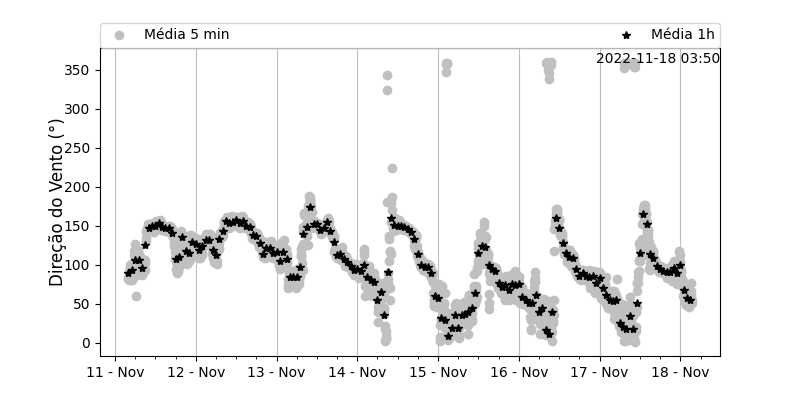 Média 5 min
Média 1h
2022-11-18 03:50
Direção do Vento (°)
350
300
250
200
150
100
50
0
11 - Nov
12 - Nov
13 - Nov
14 - Nov
15 - Nov
16 - Nov
17 - Nov
18 - Nov